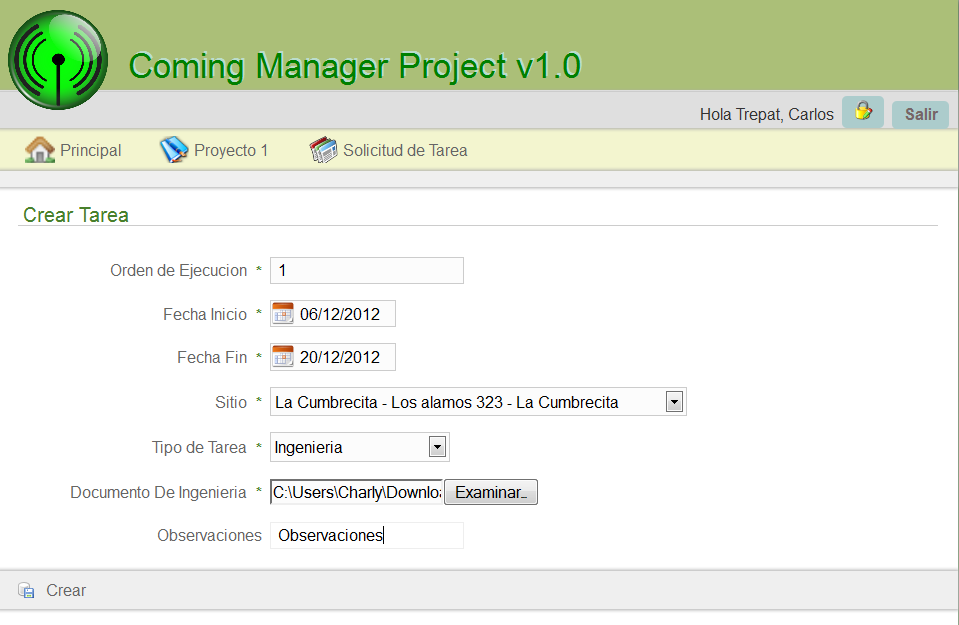 Coming Manager Project v1.0
Hola Trepat, Carlos Salir
Principal Proyecto 1 Solicitud de Tarea
Crear Tarea
Orden de Ejecucion * 1
Fecha Inicio * 06/12/2012
Fecha Fin * 20/12/2012
Sitio * La Cumbrecita - Los alamos 323 - La Cumbrecita
Tipo de Tarea * Ingenieria
Documento De Ingenieria * C:\Users\Charly\Downlo Examinar..
Observaciones Observaciones
Crear